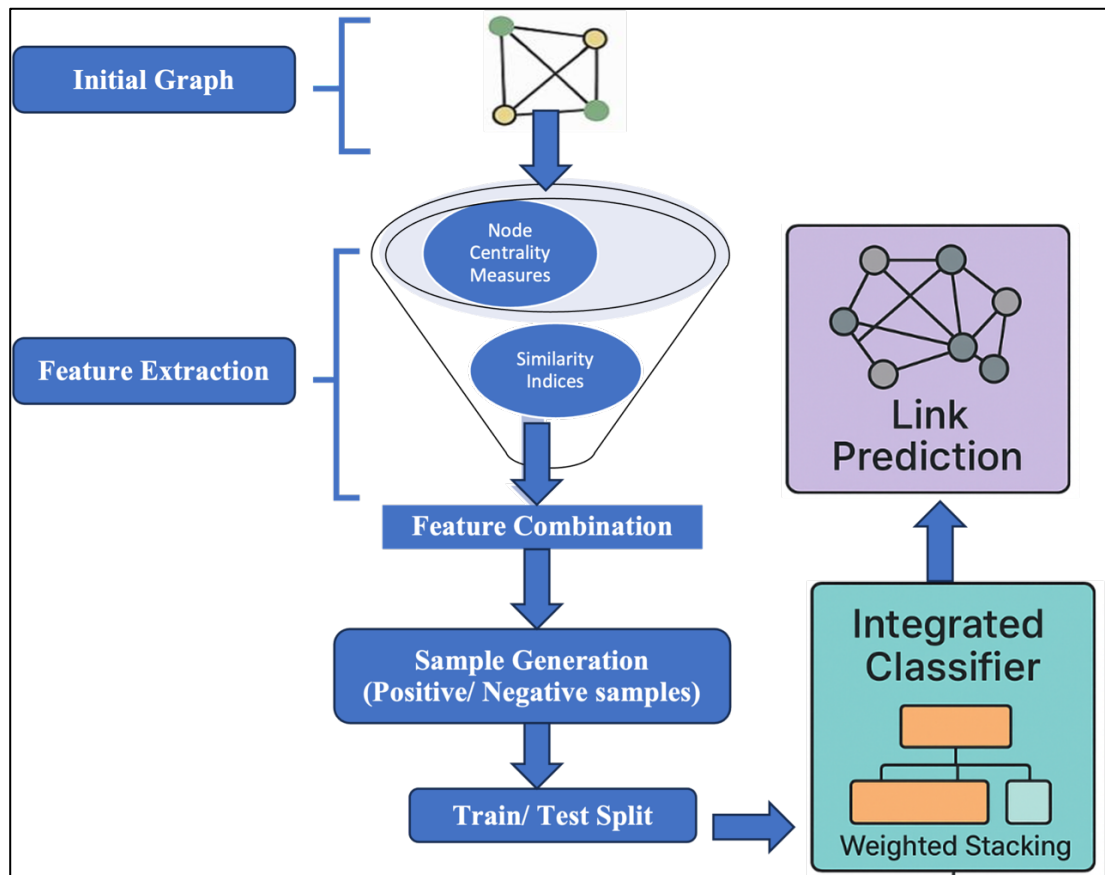 Initial Graph
Node
Centrality
Measures
Feature Extraction
Similarity
Indices
Feature Combination
Sample Generation
(Positive/ Negative samples)
Train/ Test Split
Integrated
Classifier
Weighted Stacking
Link
Prediction